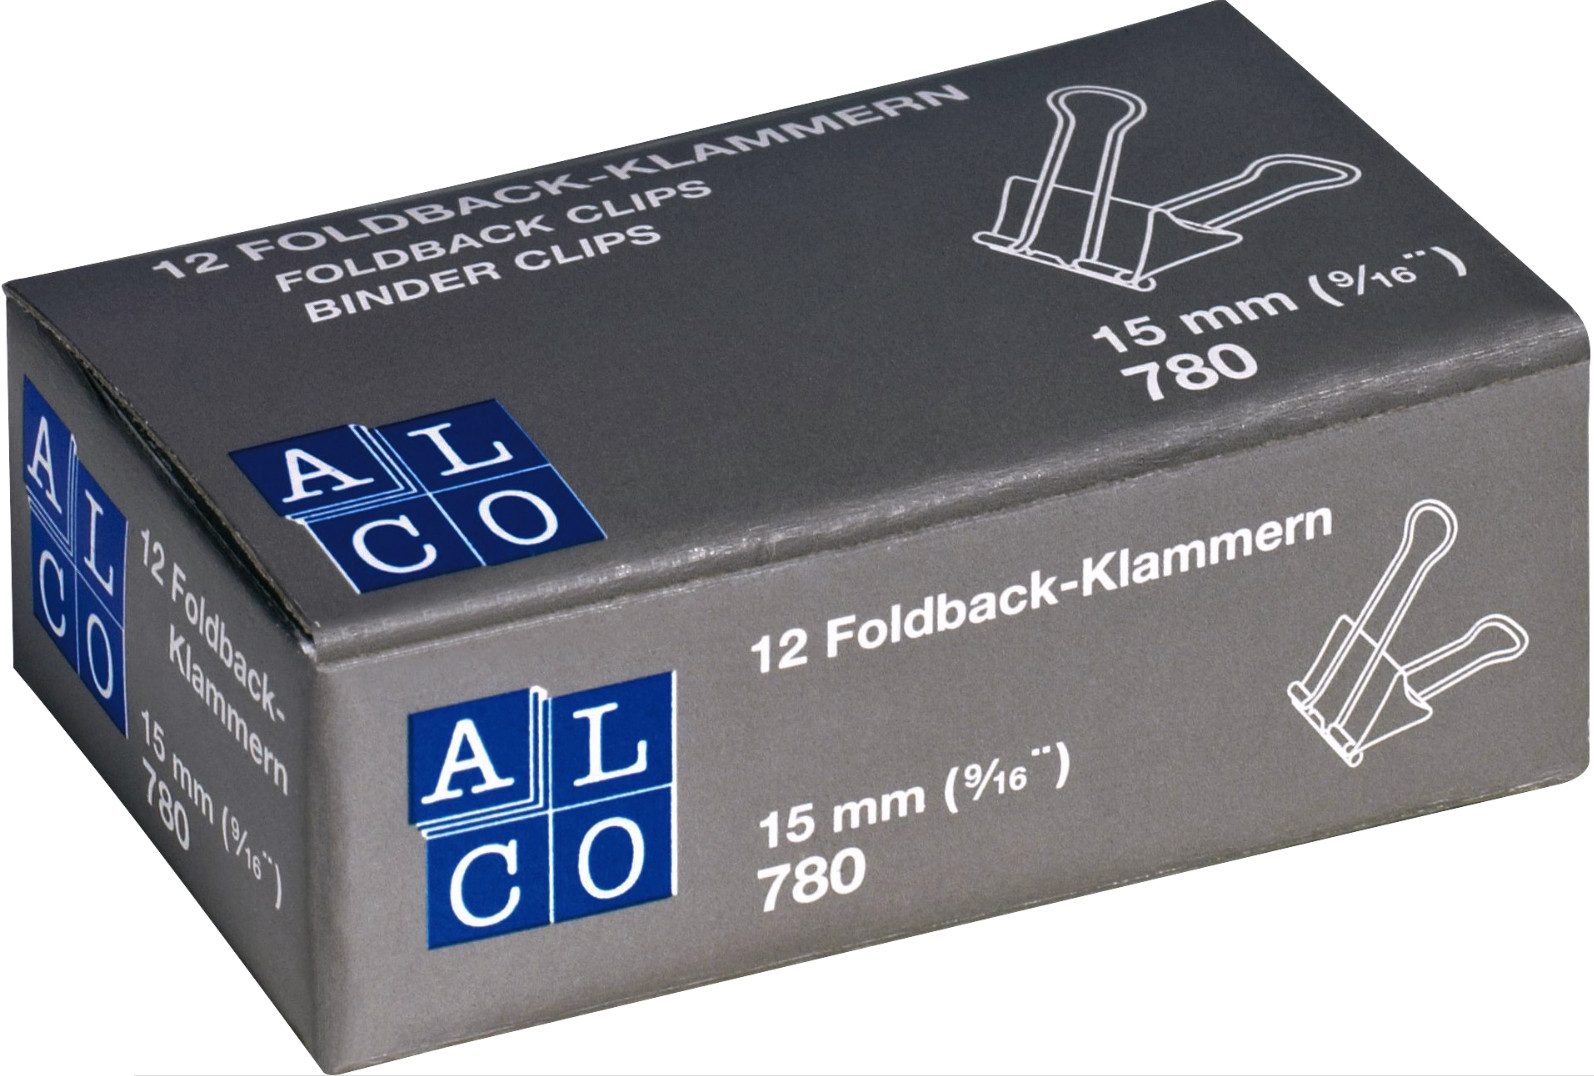 12 FOLDBACK-KLAMMERN
FOLDBACK CLIPS
BINDER CLIPS
15 mm (9/16¨)
780
A L
C O
A L
C O
12 Foldback-
Klammern
15 mm (9/16¨)
780
12 Foldback-Klammern
A L
C O
15 mm (9/16¨)
780